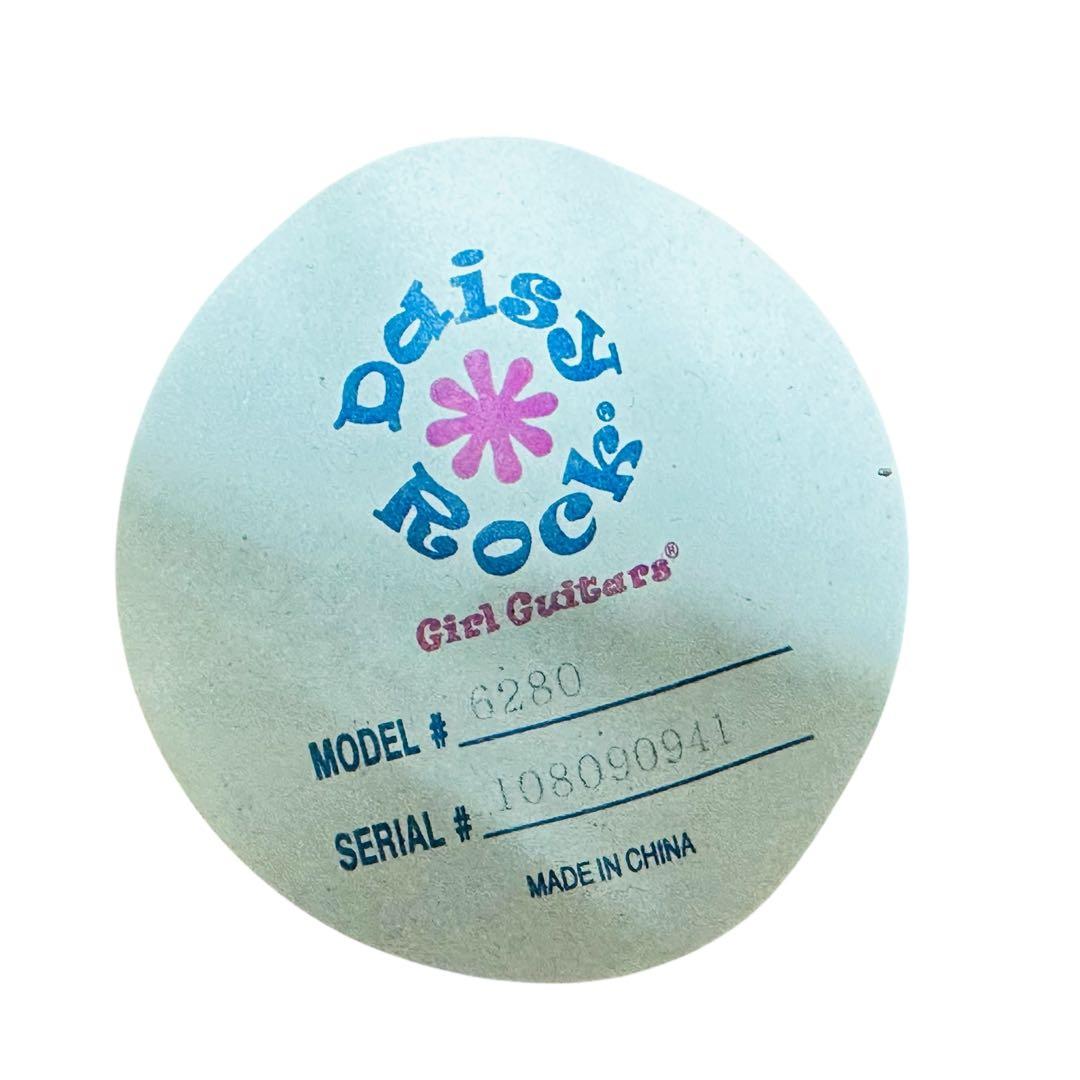 Daisy
Rock®
Girl Guitars®
MODEL # 6280
SERIAL # 108090941
MADE IN CHINA